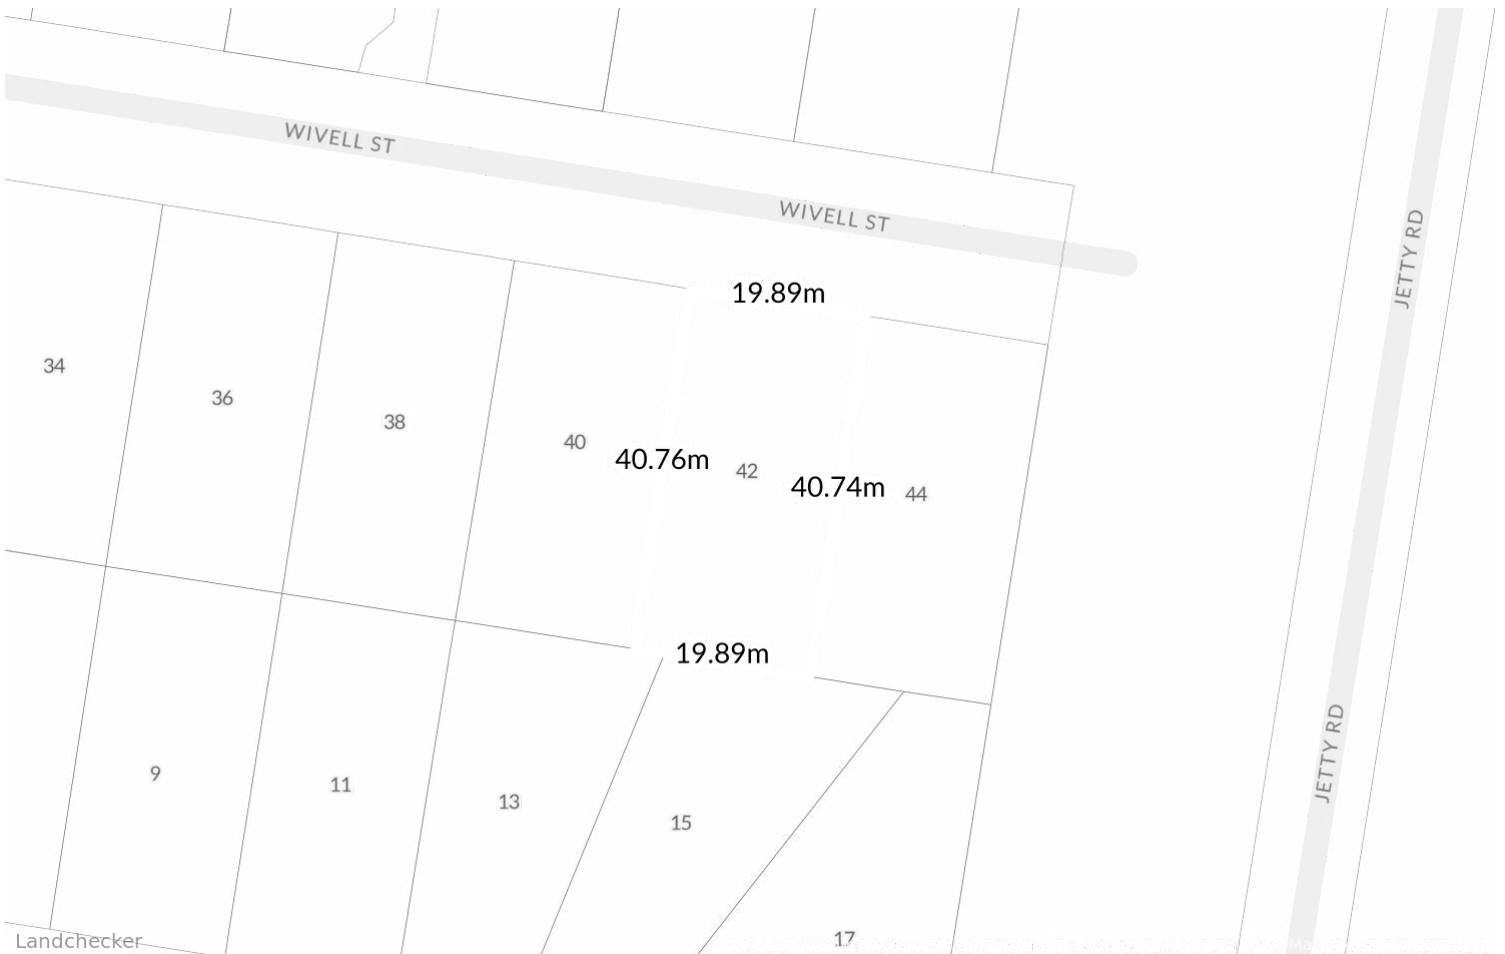 WIVELL ST
WIVELL ST
JETTY RD
19.89m
34
36
38
40
40.76m
42
40.74m
44
19.89m
JETTY RD
9
11
13
15
17
Landchecker